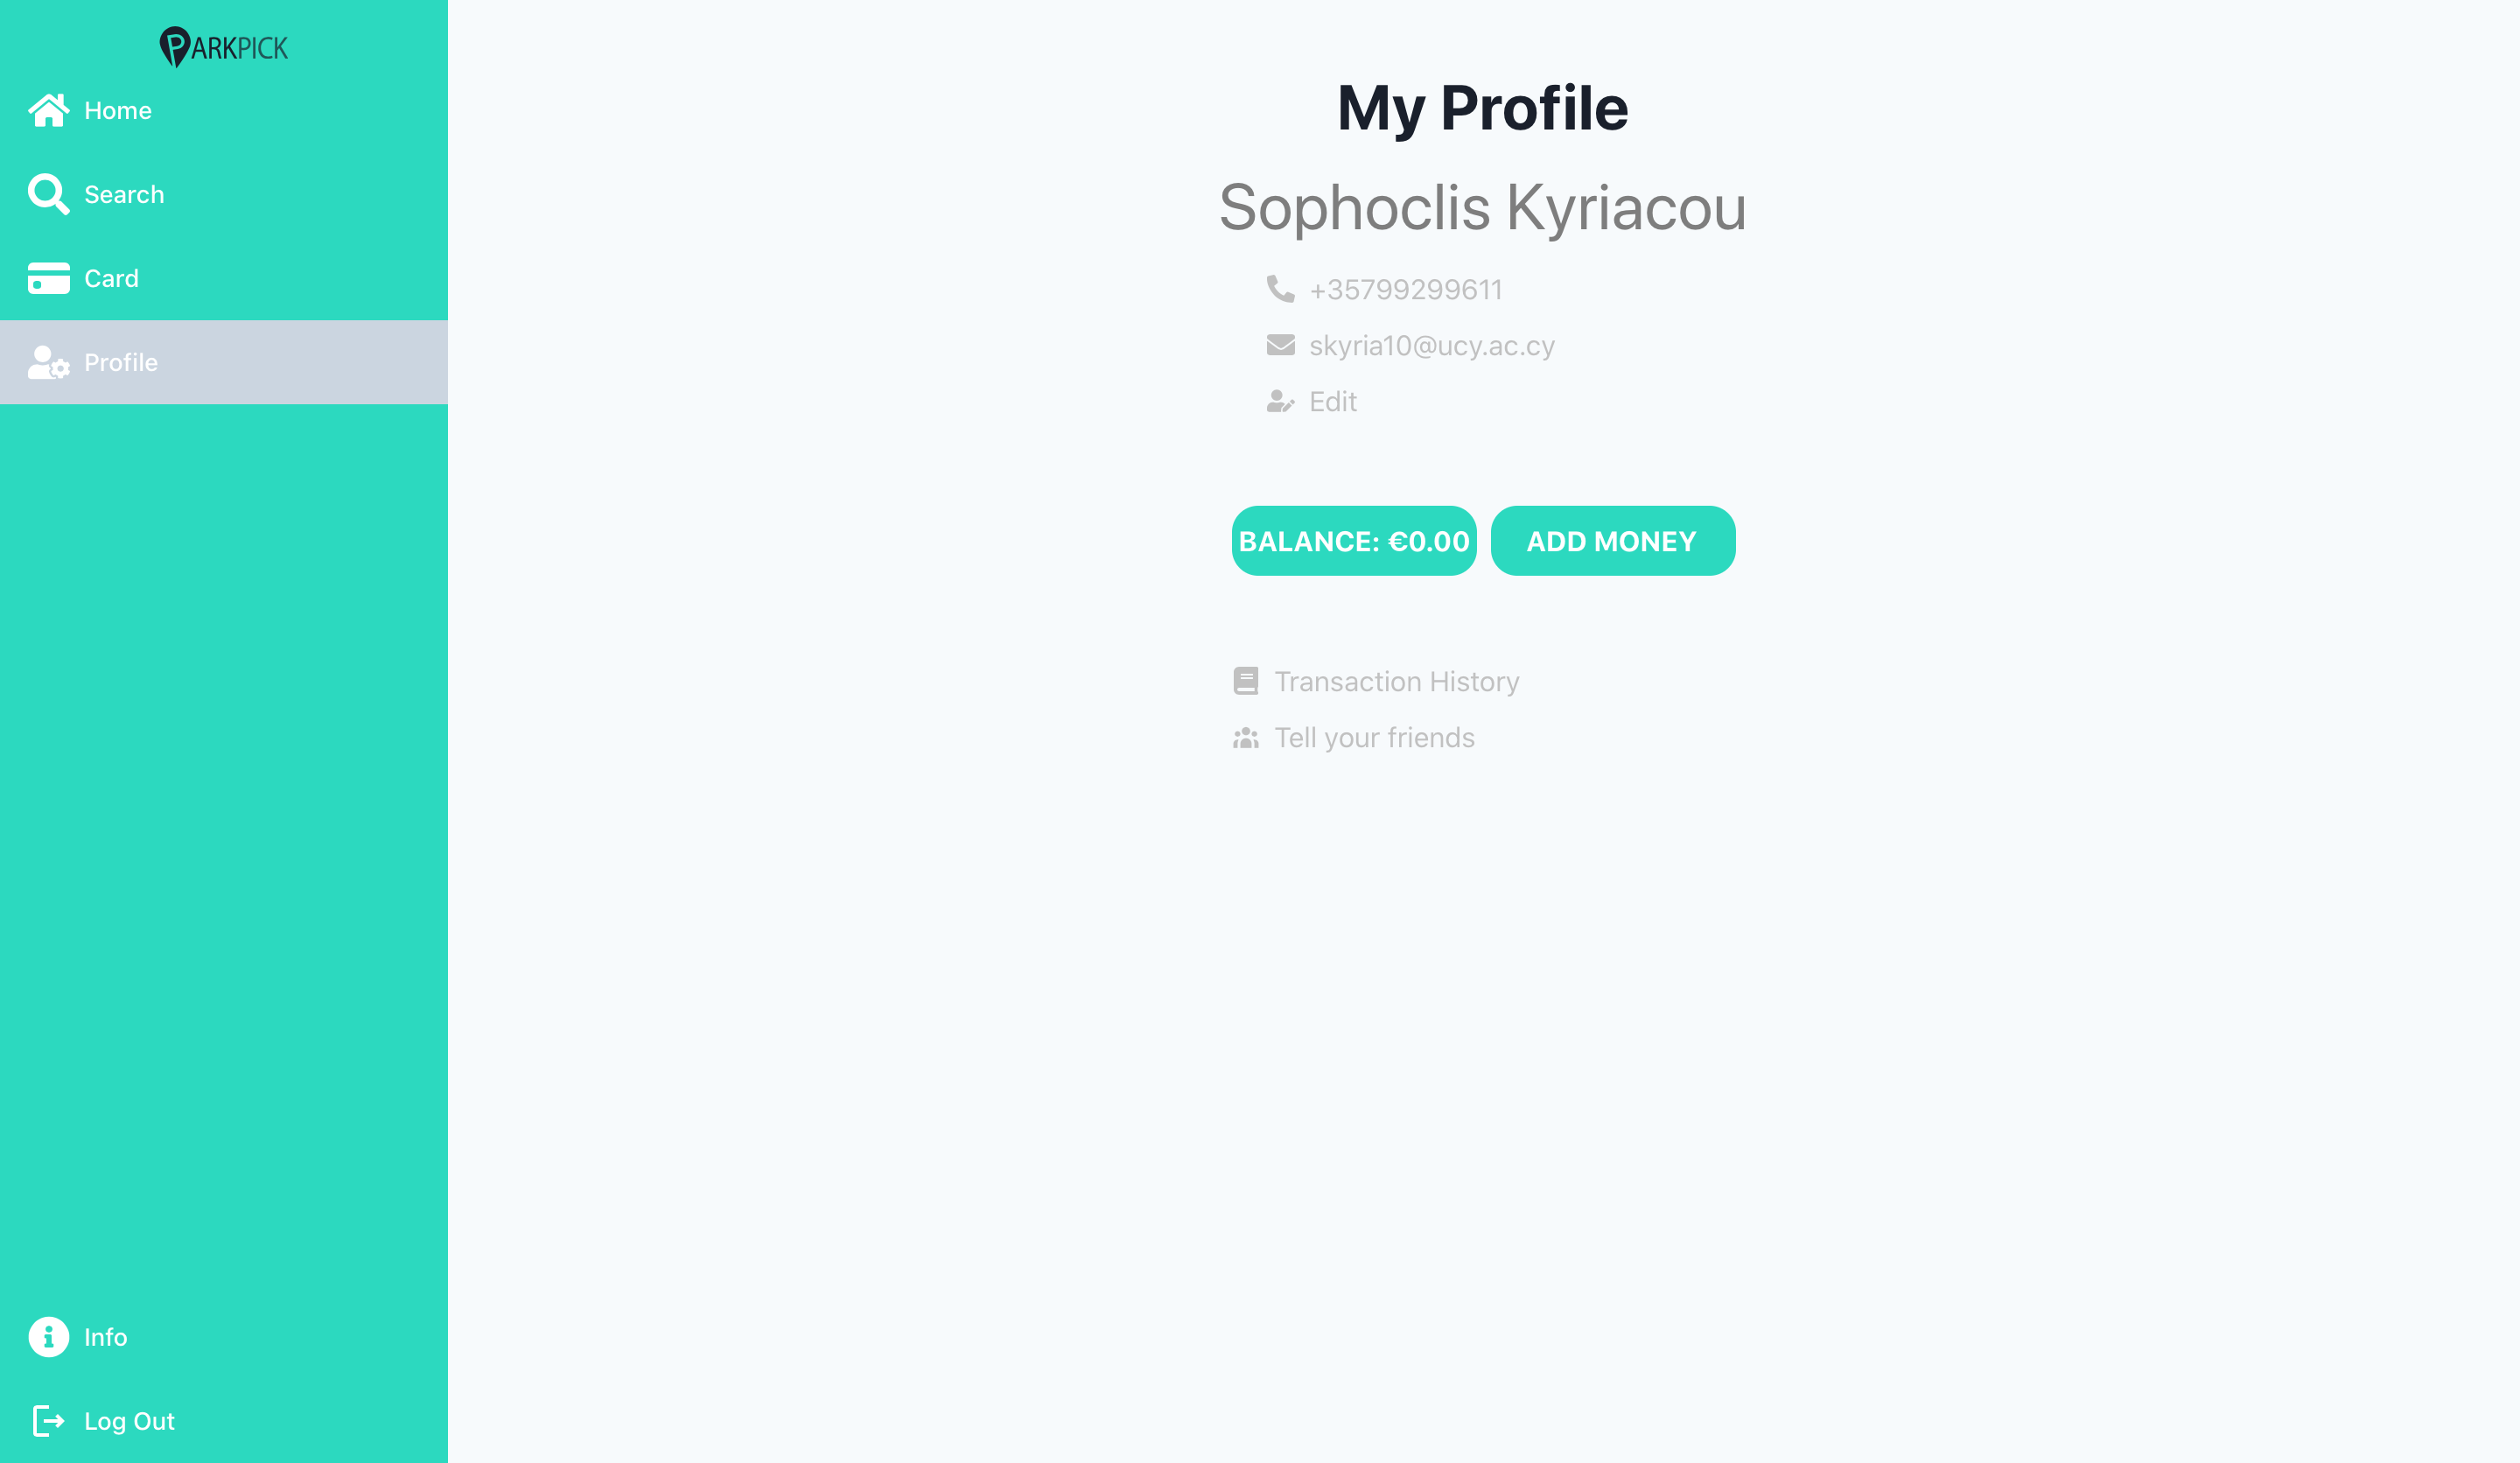 PARKPICK
Home
Search
Card
Profile
Info
Log Out
My Profile
Sophoclis Kyriacou
+35799299611
skyria10@ucy.ac.cy
Edit
BALANCE: €0.00
ADD MONEY
Transaction History
Tell your friends